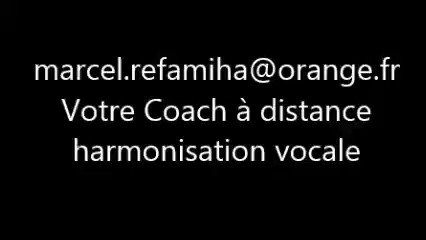 marcel.refamiha@orange.fr
Votre Coach à distance
harmonisation vocale